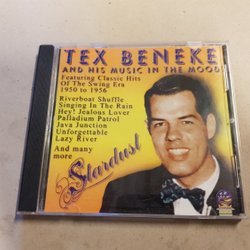 TEX BENEKE
AND HIS MUSIC IN THE MOOD
Featuring Classic Hits
Of The Swing Era
1950 to 1956
Riverboat Shuffle
Singing In The Rain
Hey! Jealous Lover
Palladium Patrol
Java Junction
Unforgettable
Lazy River
And many
more
Stardust